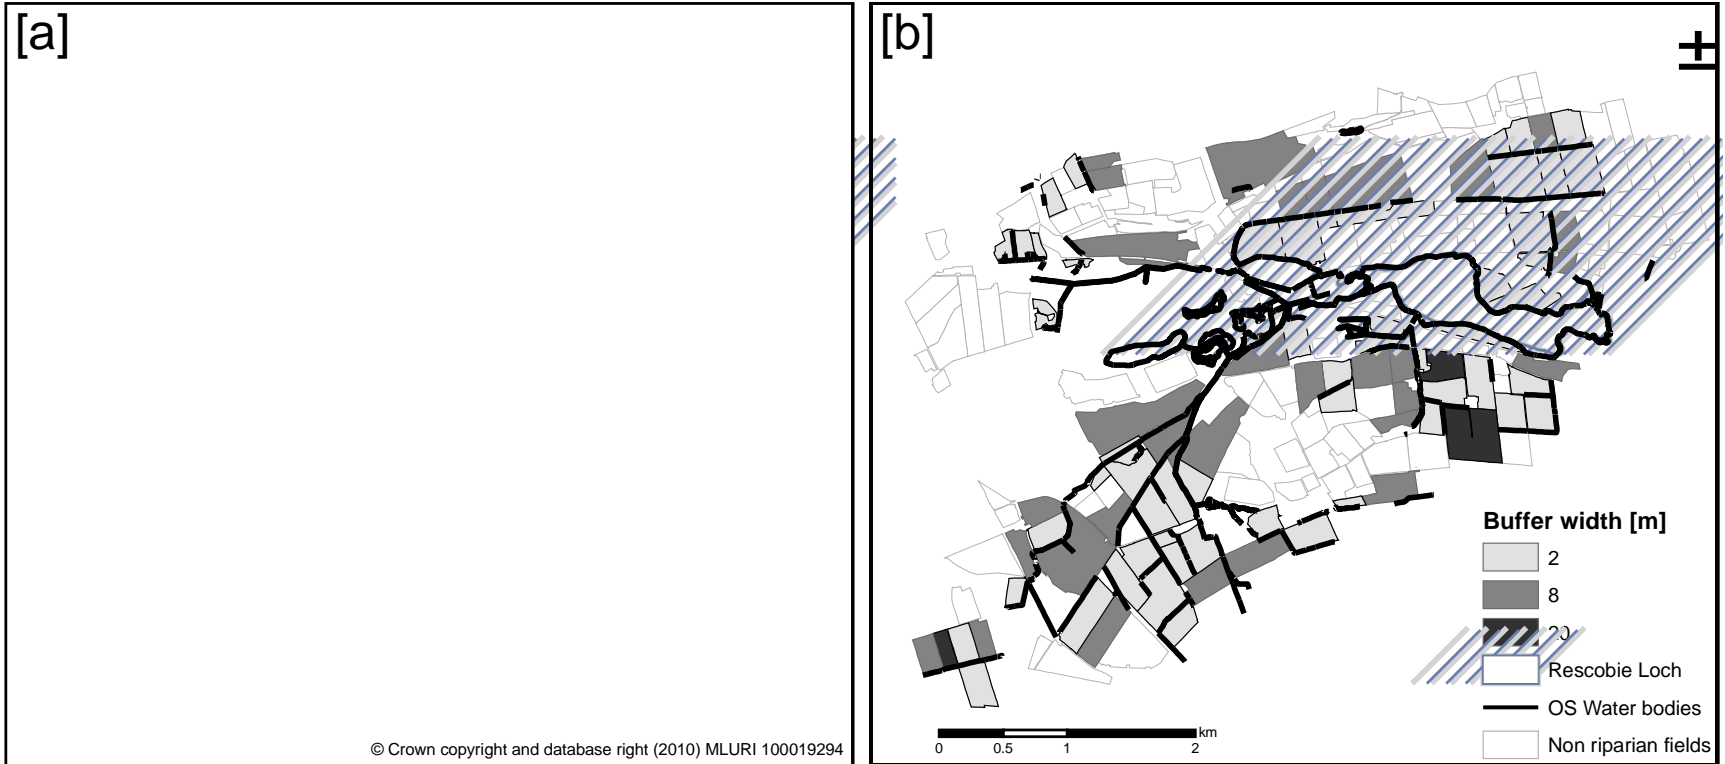 [a]
© Crown copyright and database right (2010) MLURI 100019294
[b]
±
Buffer width [m]
2
8
20
Rescobie Loch
OS Water bodies
Non riparian fields
km
0 0.5 1 2